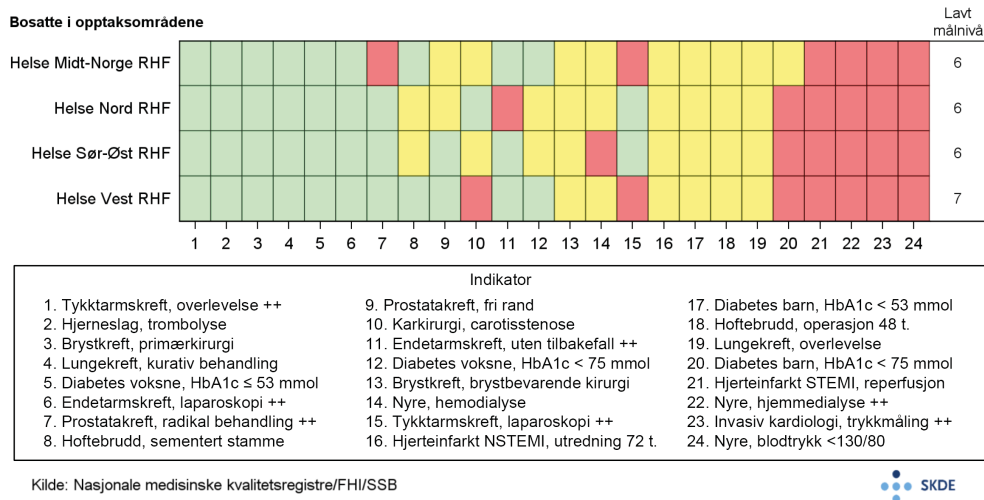 Bosatte i opptaksområdene
Lavt
målnivå
Helse Midt-Norge RHF 6
Helse Nord RHF 6
Helse Sør-Øst RHF 6
Helse Vest RHF 7
1 2 3 4 5 6 7 8 9 10 11 12 13 14 15 16 17 18 19 20 21 22 23 24
Indikator
1. Tykktarmskreft, overlevelse ++
2. Hjerneslag, trombolyse
3. Brystkreft, primærkirurgi
4. Lungekreft, kurativ behandling
5. Diabetes voksne, HbA1c ≤ 53 mmol
6. Endetarmskreft, laparoskopi ++
7. Prostatakreft, radikal behandling ++
8. Hoftebrudd, sementert stamme
9. Prostatakreft, fri rand
10. Karkirurgi, carotisstenose
11. Endetarmskreft, uten tilbakefall ++
12. Diabetes voksne, HbA1c < 75 mmol
13. Brystkreft, brystbevarende kirurgi
14. Nyre, hemodialyse
15. Tykktarmskreft, laparoskopi ++
16. Hjerteinfarkt NSTEMI, utredning 72 t.
17. Diabetes barn, HbA1c < 53 mmol
18. Hoftebrudd, operasjon 48 t.
19. Lungekreft, overlevelse
20. Diabetes barn, HbA1c < 75 mmol
21. Hjerteinfarkt STEMI, reperfusjon
22. Nyre, hjemmedialyse ++
23. Invasiv kardiologi, trykkmåling ++
24. Nyre, blodtrykk <130/80
Kilde: Nasjonale medisinske kvalitetsregistre/FHI/SSB
SKDE